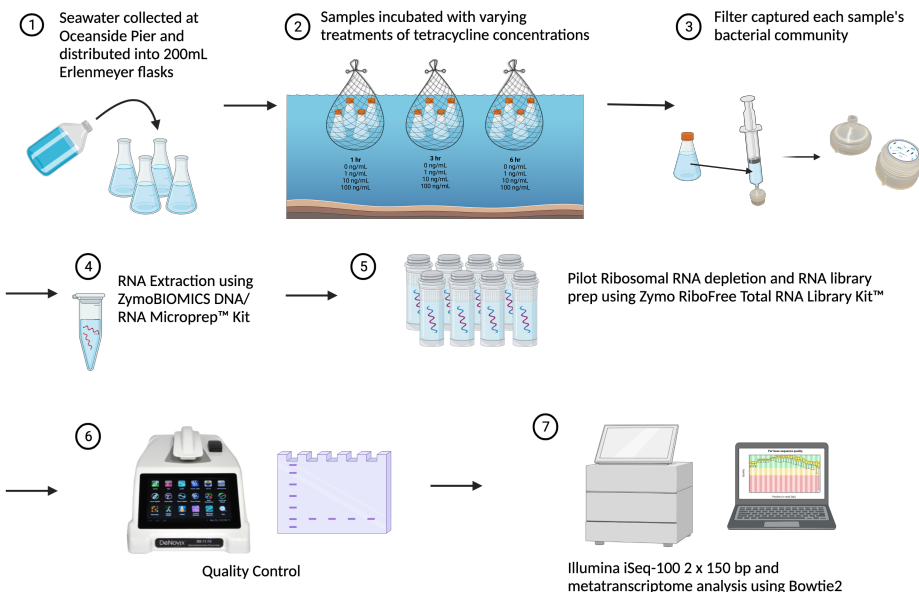 1
Seawater collected at
Oceanside Pier and
distributed into 200mL
Erlenmeyer flasks
2
Samples incubated with varying
treatments of tetracycline concentrations
1 hr
0 ng/mL
1 ng/mL
10 ng/mL
100 ng/mL
3 hr
0 ng/mL
1 ng/mL
10 ng/mL
100 ng/mL
6 hr
0 ng/mL
1 ng/mL
10 ng/mL
100 ng/mL
3
Filter captured each sample's
bacterial community
4
RNA Extraction using
ZymoBIOMICS DNA/
RNA Microprep™ Kit
5
Pilot Ribosomal RNA depletion and RNA library
prep using Zymo RiboFree Total RNA Library Kit™
6
DeNovix
Quality Control
7
Per base sequence quality
Illumina iSeq-100 2 x 150 bp and
metatranscriptome analysis using Bowtie2